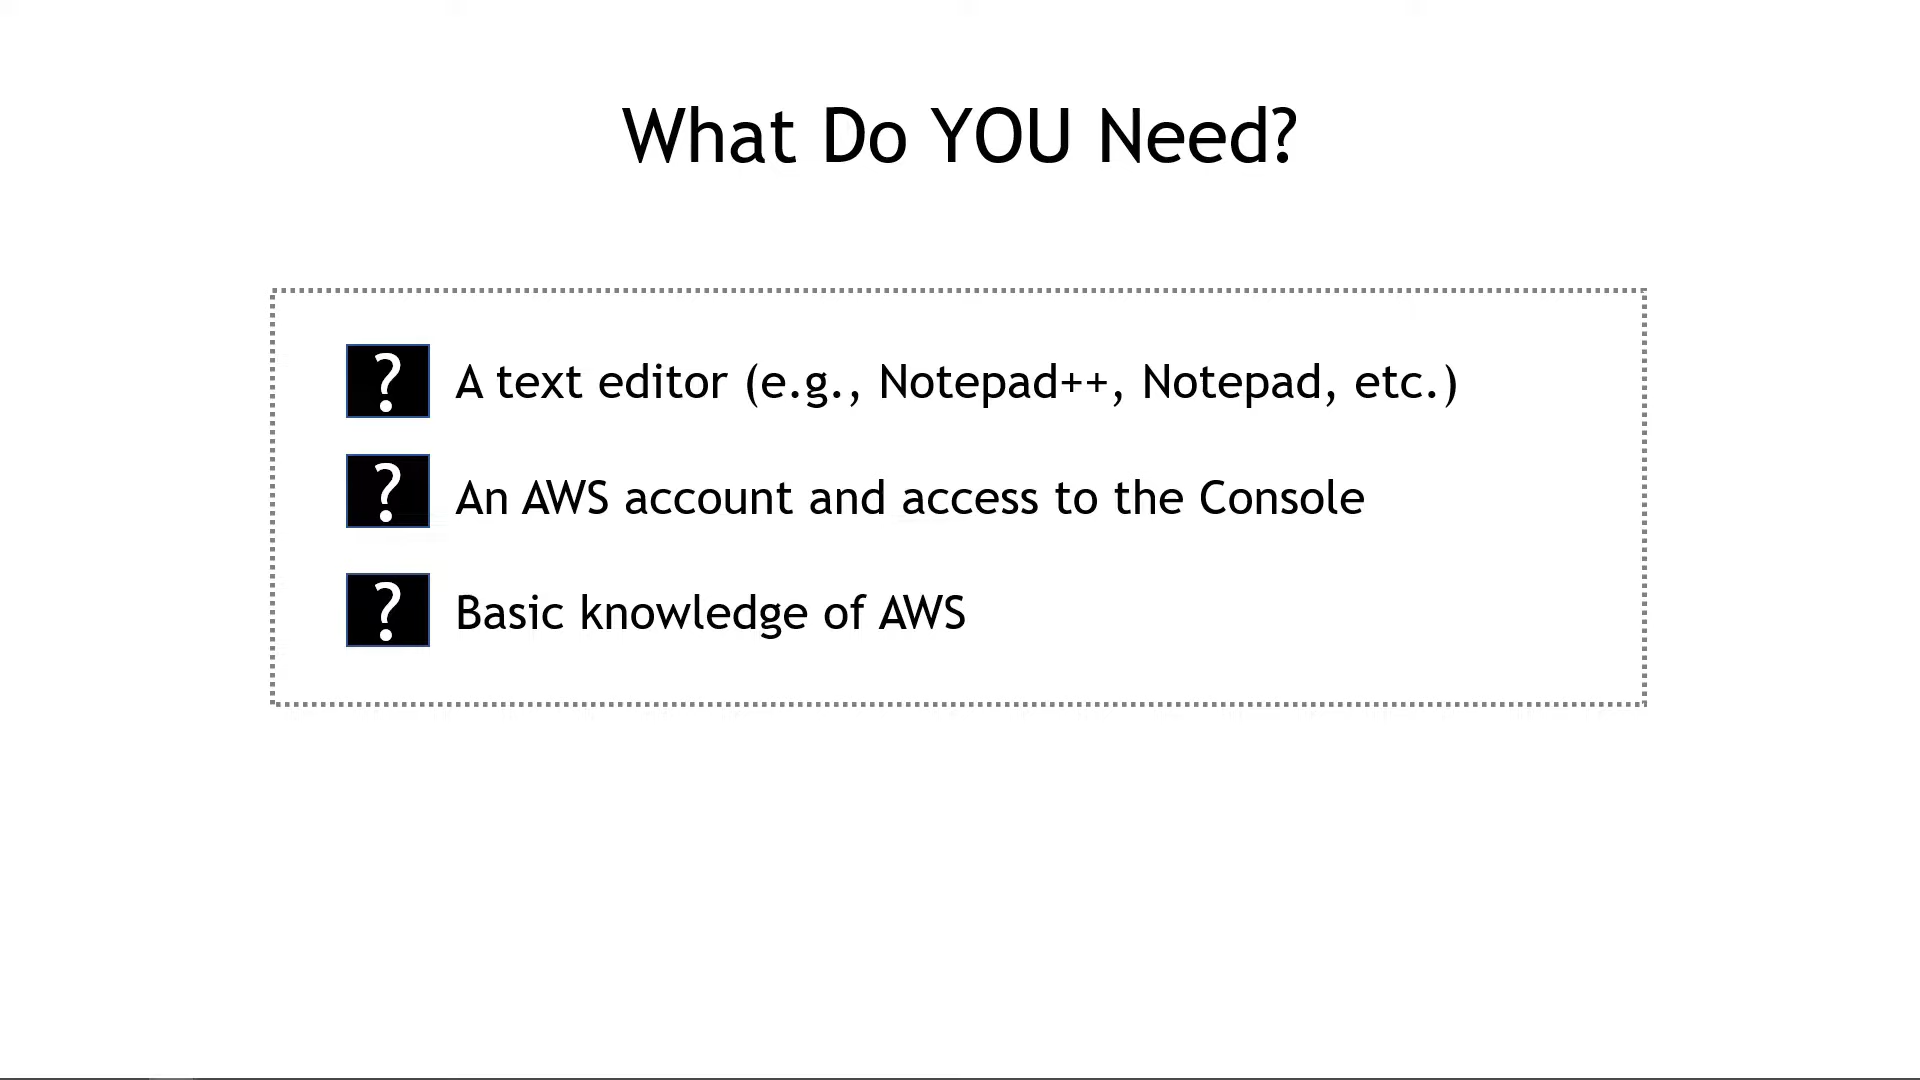 What Do YOU Need?
? A text editor (e.g., Notepad++, Notepad, etc.)
? An AWS account and access to the Console
? Basic knowledge of AWS